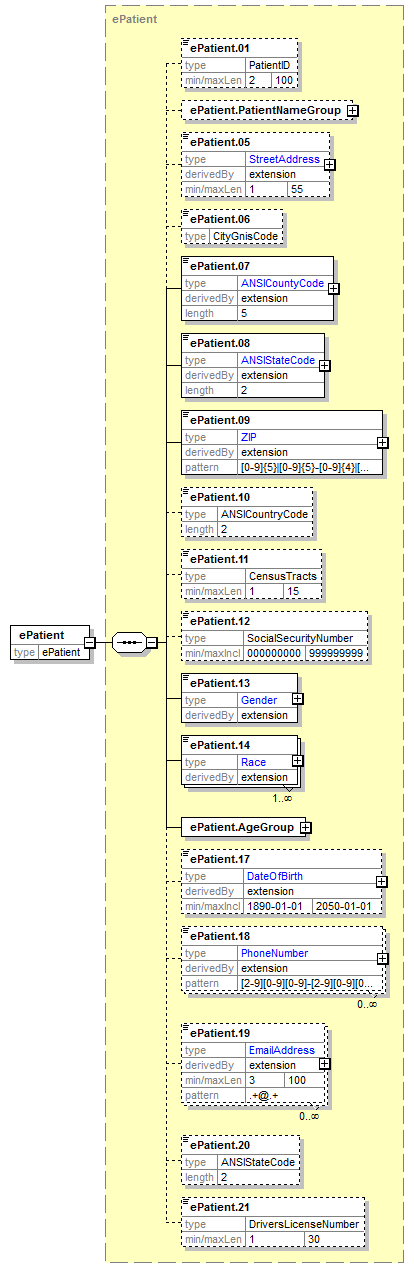 ePatient
ePatient.01
type PatientID
min/maxLen 2 100
ePatient.PatientNameGroup
ePatient.05
type StreetAddress
derivedBy extension
min/maxLen 1 55
ePatient.06
type CityGnisCode
ePatient.07
type ANSICountyCode
derivedBy extension
length 5
ePatient.08
type ANSIStateCode
derivedBy extension
length 2
ePatient.09
type ZIP
derivedBy extension
pattern [0-9]{5}|[0-9]{5}-[0-9]{4}|[...
ePatient.10
type ANSICountryCode
length 2
ePatient.11
type CensusTracts
min/maxLen 1 15
ePatient
type ePatient
ePatient.12
type SocialSecurityNumber
min/maxIncl 000000000 999999999
ePatient.13
type Gender
derivedBy extension
ePatient.14
type Race
derivedBy extension
1..∞
ePatient.AgeGroup
ePatient.17
type DateOfBirth
derivedBy extension
min/maxIncl 1890-01-01 2050-01-01
ePatient.18
type PhoneNumber
derivedBy extension
pattern [2-9][0-9][0-9]-[2-9][0-9][0...
0..∞
ePatient.19
type EmailAddress
derivedBy extension
min/maxLen 3 100
pattern .+@.+
0..∞
ePatient.20
type ANSIStateCode
length 2
ePatient.21
type DriversLicenseNumber
min/maxLen 1 30